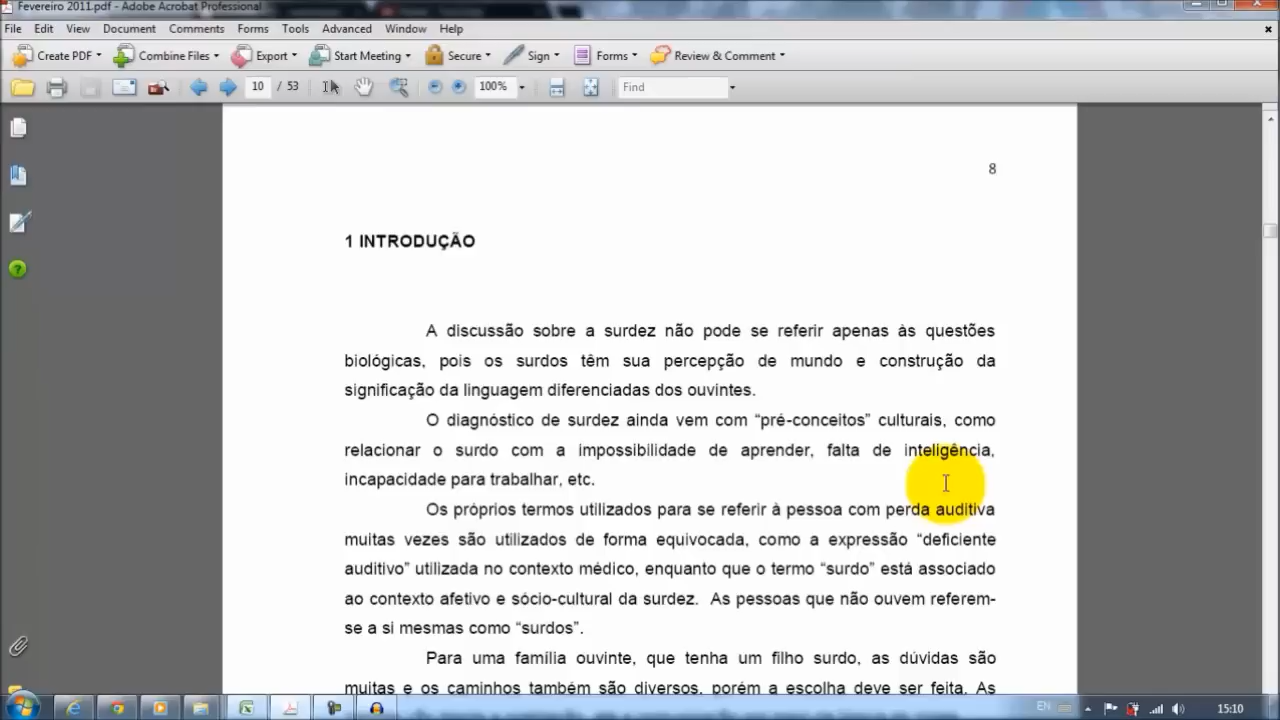 Fevereiro 2011.pdf - Adobe Acrobat Professional
File Edit View Document Comments Forms Tools Advanced Window Help
Create PDF Combine Files Export Start Meeting Secure Sign Forms Review & Comment
10 / 53 100% Find
8
1 INTRODUÇÃO
A discussão sobre a surdez não pode se referir apenas às questões
biológicas, pois os surdos têm sua percepção de mundo e construção da
significação da linguagem diferenciadas dos ouvintes.
O diagnóstico de surdez ainda vem com “pré-conceitos” culturais, como
relacionar o surdo com a impossibilidade de aprender, falta de inteligência,
incapacidade para trabalhar, etc.
Os próprios termos utilizados para se referir à pessoa com perda auditiva
muitas vezes são utilizados de forma equivocada, como a expressão “deficiente
auditivo” utilizada no contexto médico, enquanto que o termo “surdo” está associado
ao contexto afetivo e sócio-cultural da surdez. As pessoas que não ouvem referem-
se a si mesmas como “surdos”.
Para uma família ouvinte, que tenha um filho surdo, as dúvidas são
muitas e os caminhos também são diversos, porém a escolha deve ser feita. As
EN 15:10